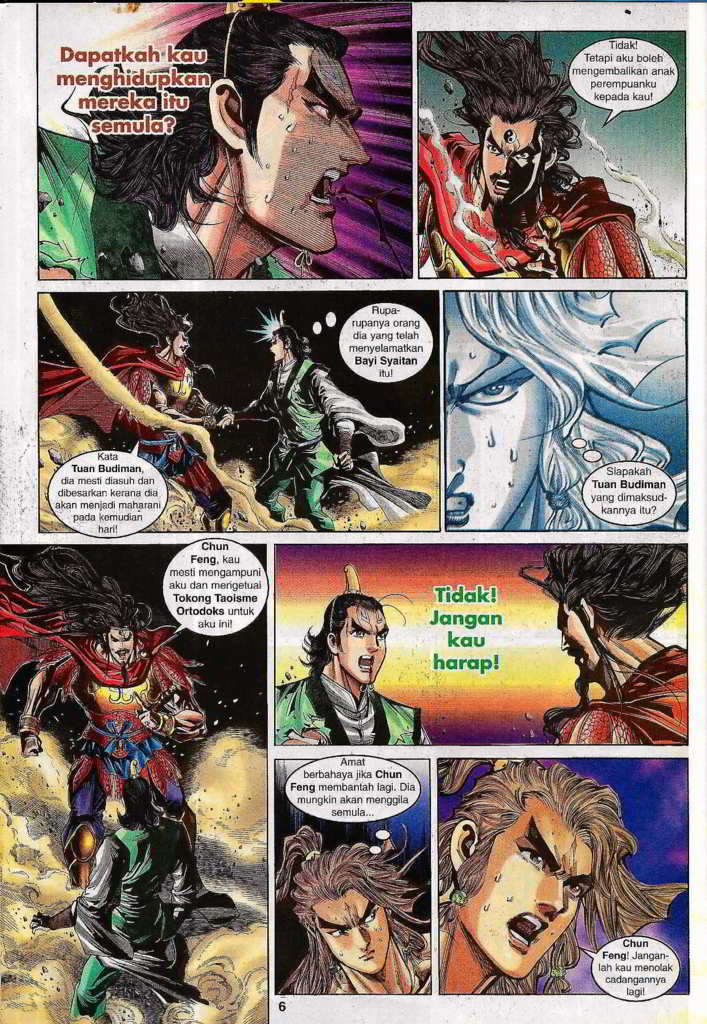 Dapatkah kau
menghidupkan
mereka itu
semula?
Tidak!
Tetapi aku boleh
mengembalikan anak
perempuanku
kepada kau!
Rupa-
rupanya orang
dia yang telah
menyelamatkan
Bayi Syaitan
itu!
Kata
Tuan Budiman,
dia mesti diasuh dan
dibesarkan kerana dia
akan menjadi maharani
pada kemudian
hari!
Siapakah
Tuan Budiman
yang dimaksud-
kannya itu?
Chun
Feng, kau
mesti mengampuni
aku dan mengetuai
Tokong Taoisme
Ortodoks untuk
aku ini!
Tidak!
Jangan
kau
harap!
Amat
berbahaya jika Chun
Feng membantah lagi. Dia
mungkin akan menggila
semula...
Chun
Feng! Jangan-
lah kau menolak
cadangannya
lagi!
6